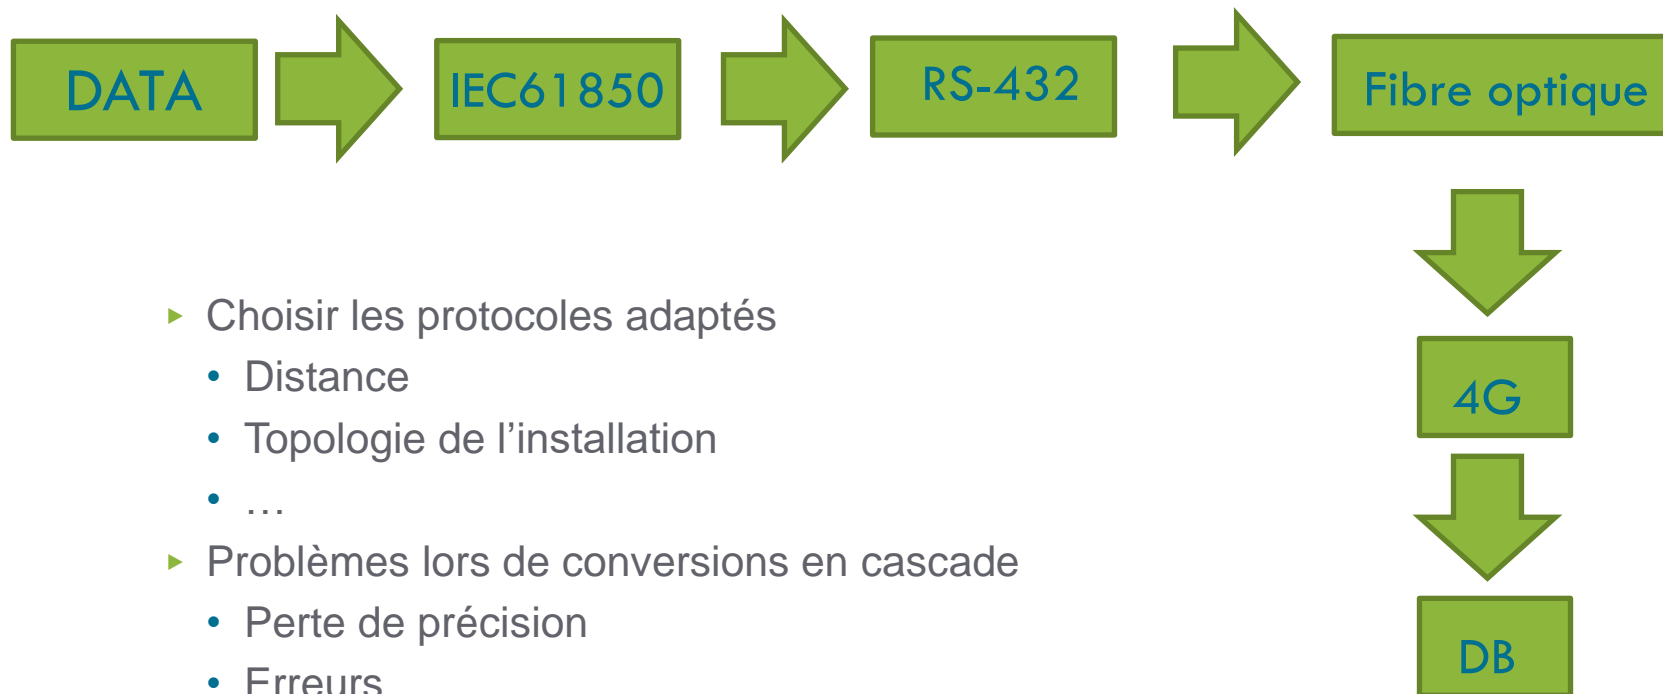 DATA
IEC61850
RS-432
Fibre optique
4G
DB
▸ Choisir les protocoles adaptés
• Distance
• Topologie de l’installation
• …
▸ Problèmes lors de conversions en cascade
• Perte de précision
• Erreurs